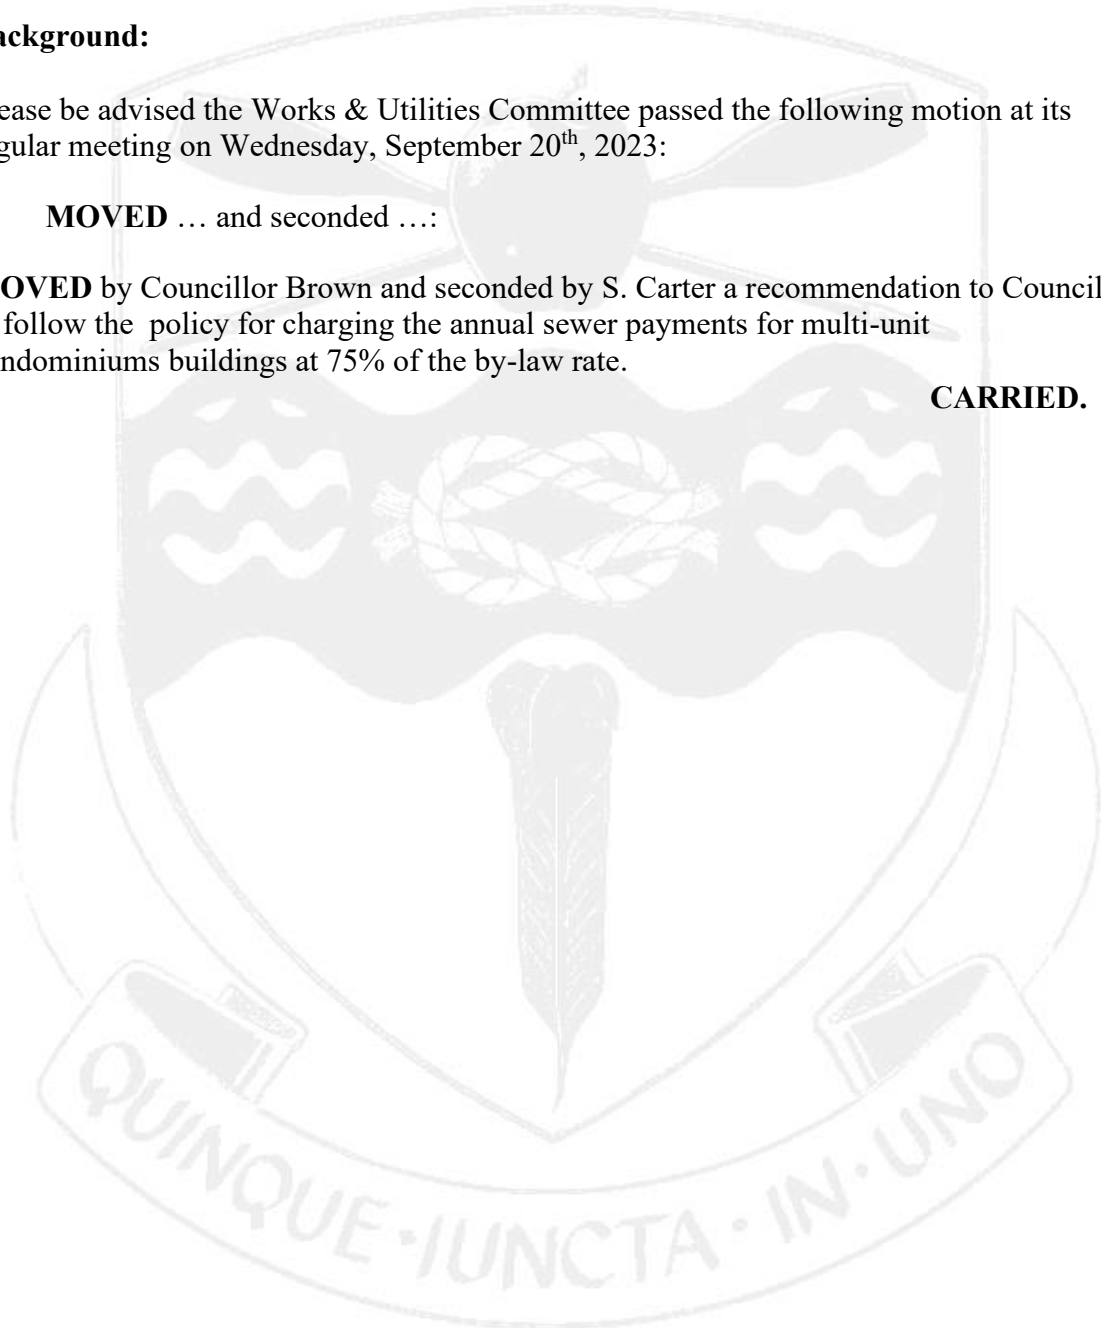 ackground:
ease be advised the Works & Utilities Committee passed the following motion at its
gular meeting on Wednesday, September 20th, 2023:
MOVED … and seconded …:
OVED by Councillor Brown and seconded by S. Carter a recommendation to Council
follow the  policy for charging the annual sewer payments for multi-unit
ndominiums buildings at 75% of the by-law rate.
CARRIED.
QUINQUE·IUNCTA·IN·UNO